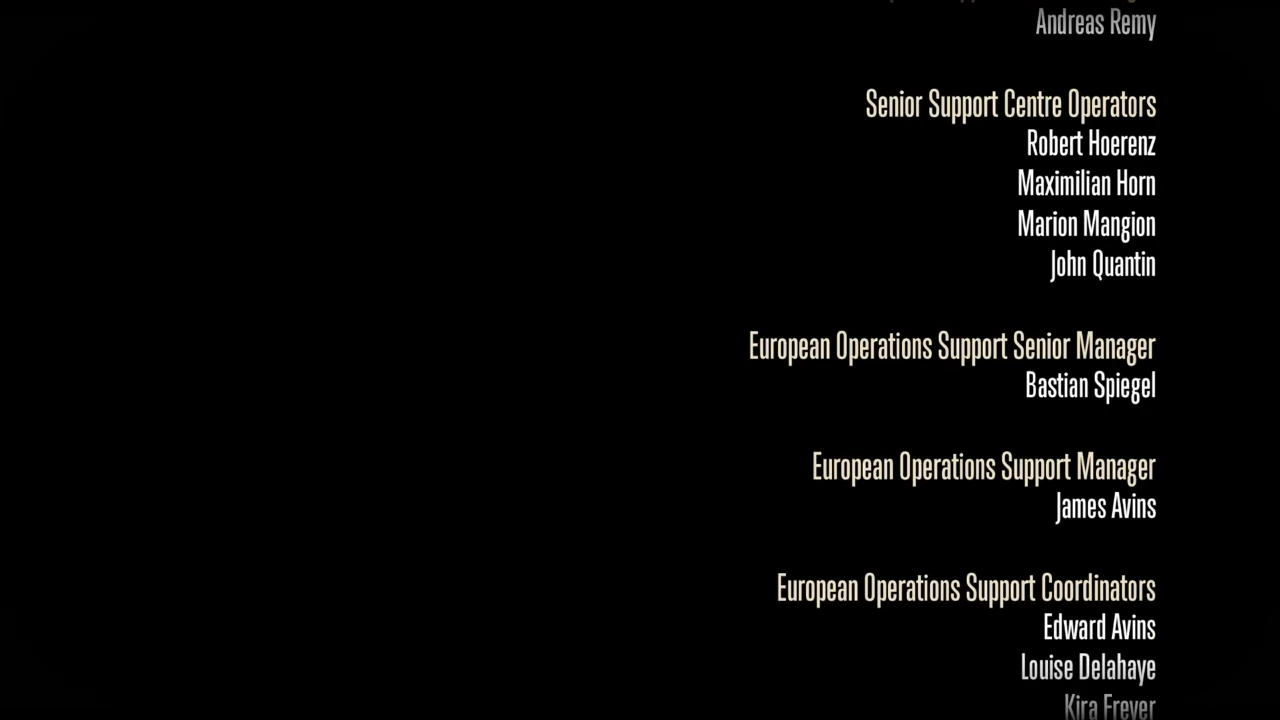 Andreas Remy
Senior Support Centre Operators
Robert Hoerenz
Maximilian Horn
Marion Mangion
John Quantin
European Operations Support Senior Manager
Bastian Spiegel
European Operations Support Manager
James Avins
European Operations Support Coordinators
Edward Avins
Louise Delahaye
Kira Freyer